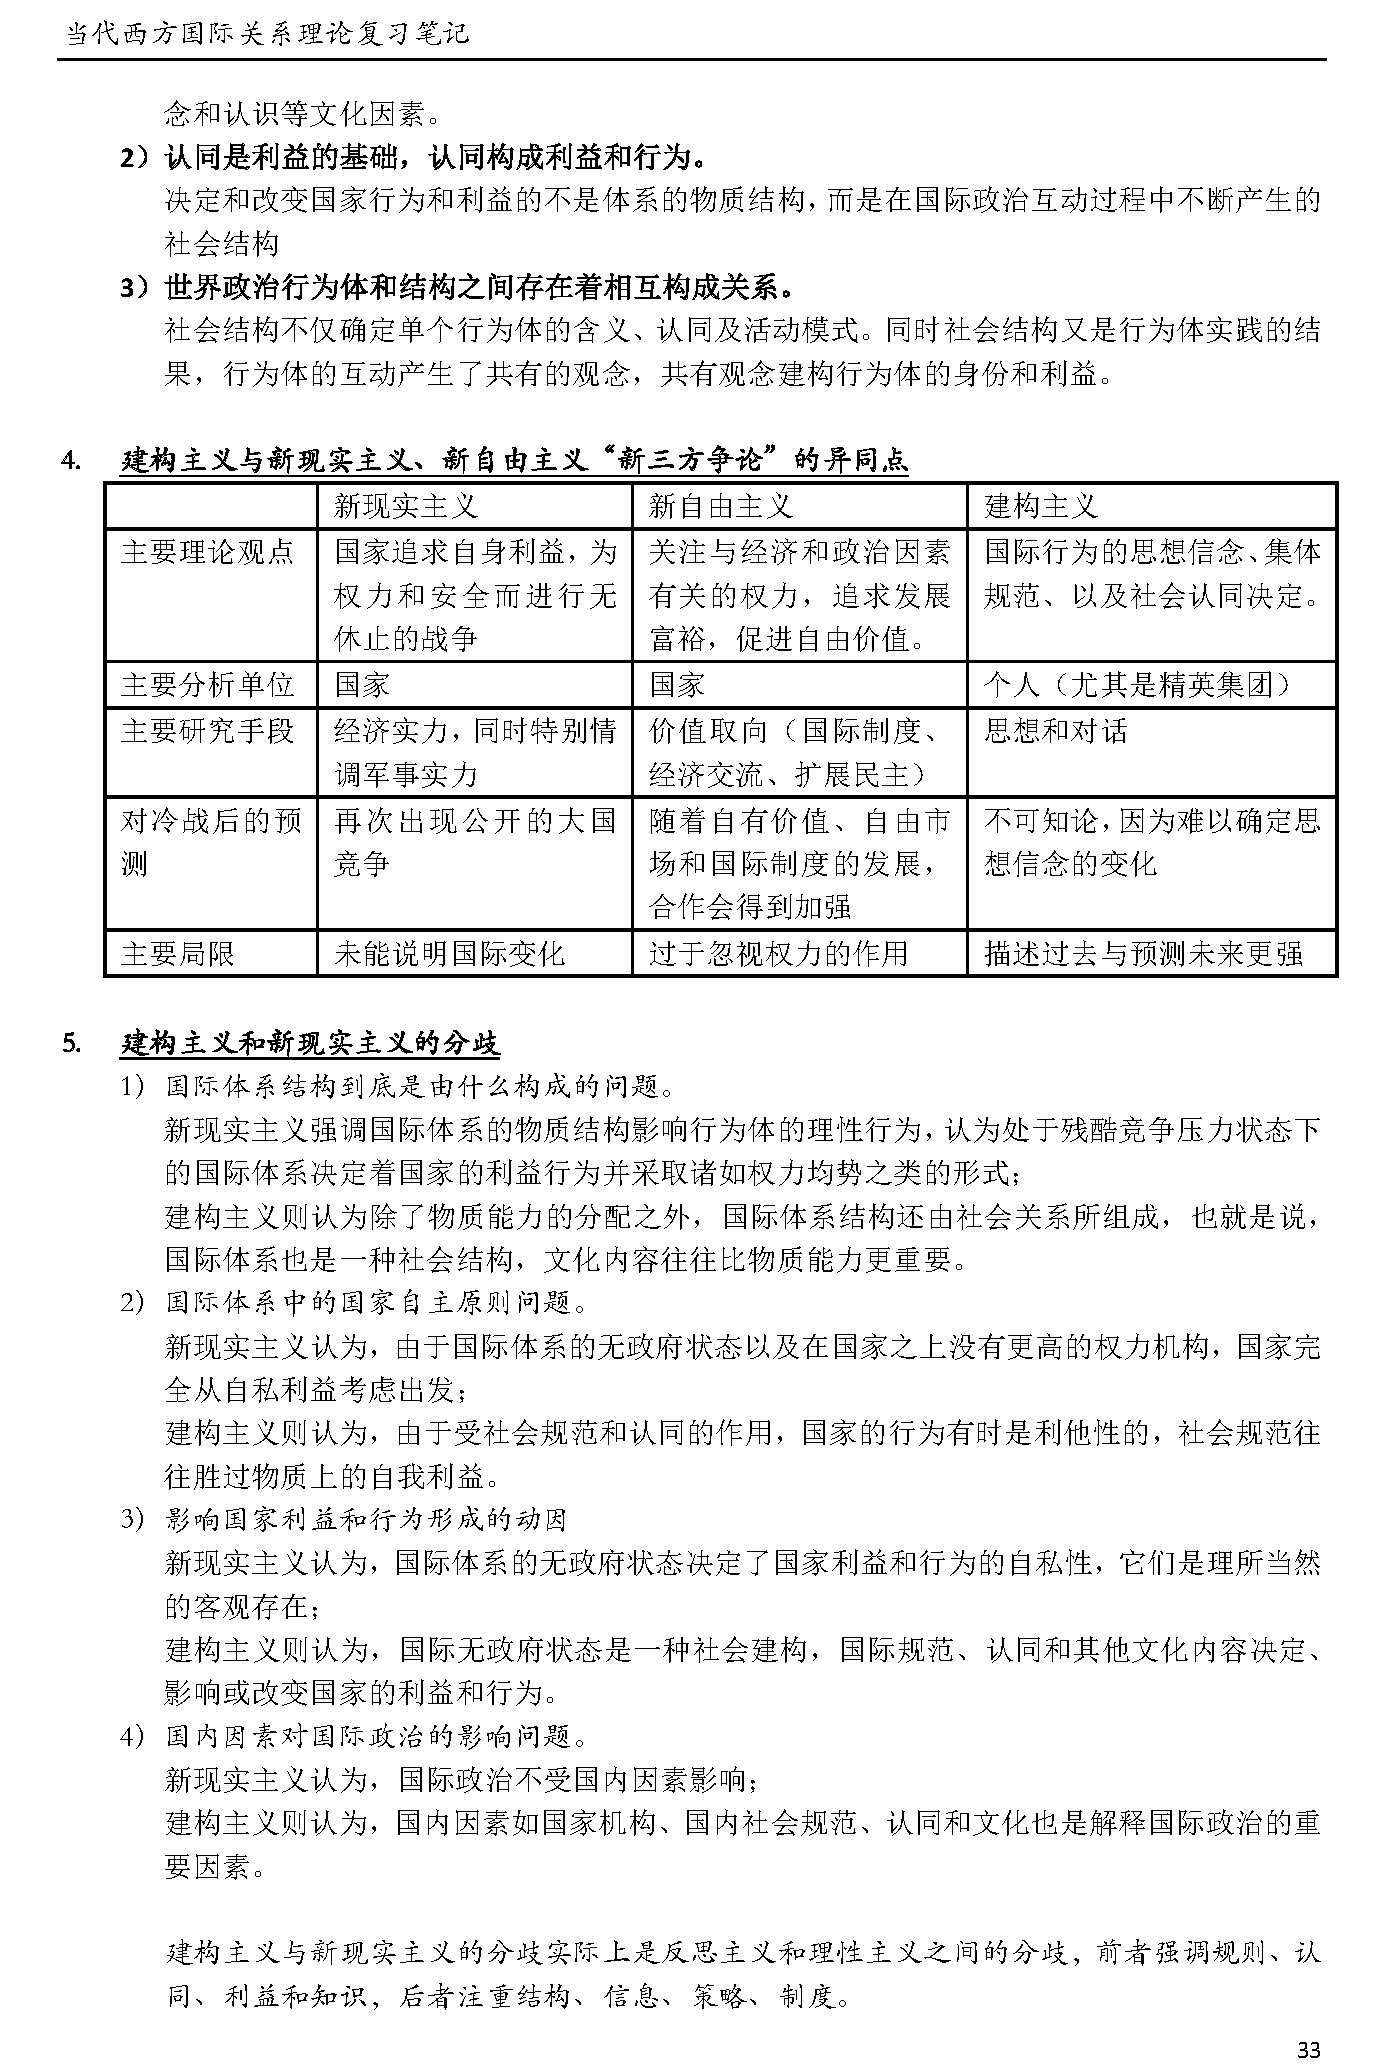 当代西方国际关系理论复习笔记
念和认识等文化因素。
2）认同是利益的基础，认同构成利益和行为。
决定和改变国家行为和利益的不是体系的物质结构，而是在国际政治互动过程中不断产生的
社会结构
3）世界政治行为体和结构之间存在着相互构成关系。
社会结构不仅确定单个行为体的含义、认同及活动模式。同时社会结构又是行为体实践的结
果，行为体的互动产生了共有的观念，共有观念建构行为体的身份和利益。
4. 建构主义与新现实主义、新自由主义“新三方争论”的异同点
新现实主义 新自由主义 建构主义
主要理论观点 国家追求自身利益，为 关注与经济和政治因素 国际行为的思想信念、集体
权力和安全而进行无 有关的权力，追求发展 规范、以及社会认同决定。
休止的战争 富裕，促进自由价值。
主要分析单位 国家 国家 个人（尤其是精英集团）
主要研究手段 经济实力，同时特别情 价值取向（国际制度、 思想和对话
调军事实力 经济交流、扩展民主）
对冷战后的预 再次出现公开的大国 随着自有价值、自由市 不可知论，因为难以确定思
测 竞争 场和国际制度的发展， 想信念的变化
合作会得到加强
主要局限 未能说明国际变化 过于忽视权力的作用 描述过去与预测未来更强
5. 建构主义和新现实主义的分歧
1）国际体系结构到底是由什么构成的问题。
新现实主义强调国际体系的物质结构影响行为体的理性行为，认为处于残酷竞争压力状态下
的国际体系决定着国家的利益行为并采取诸如权力均势之类的形式；
建构主义则认为除了物质能力的分配之外，国际体系结构还由社会关系所组成，也就是说，
国际体系也是一种社会结构，文化内容往往比物质能力更重要。
2）国际体系中的国家自主原则问题。
新现实主义认为，由于国际体系的无政府状态以及在国家之上没有更高的权力机构，国家完
全从自私利益考虑出发；
建构主义则认为，由于受社会规范和认同的作用，国家的行为有时是利他性的，社会规范往
往胜过物质上的自我利益。
3）影响国家利益和行为形成的动因
新现实主义认为，国际体系的无政府状态决定了国家利益和行为的自私性，它们是理所当然
的客观存在；
建构主义则认为，国际无政府状态是一种社会建构，国际规范、认同和其他文化内容决定、
影响或改变国家的利益和行为。
4）国内因素对国际政治的影响问题。
新现实主义认为，国际政治不受国内因素影响；
建构主义则认为，国内因素如国家机构、国内社会规范、认同和文化也是解释国际政治的重
要因素。
建构主义与新现实主义的分歧实际上是反思主义和理性主义之间的分歧，前者强调规则、认
同、利益和知识，后者注重结构、信息、策略、制度。
33